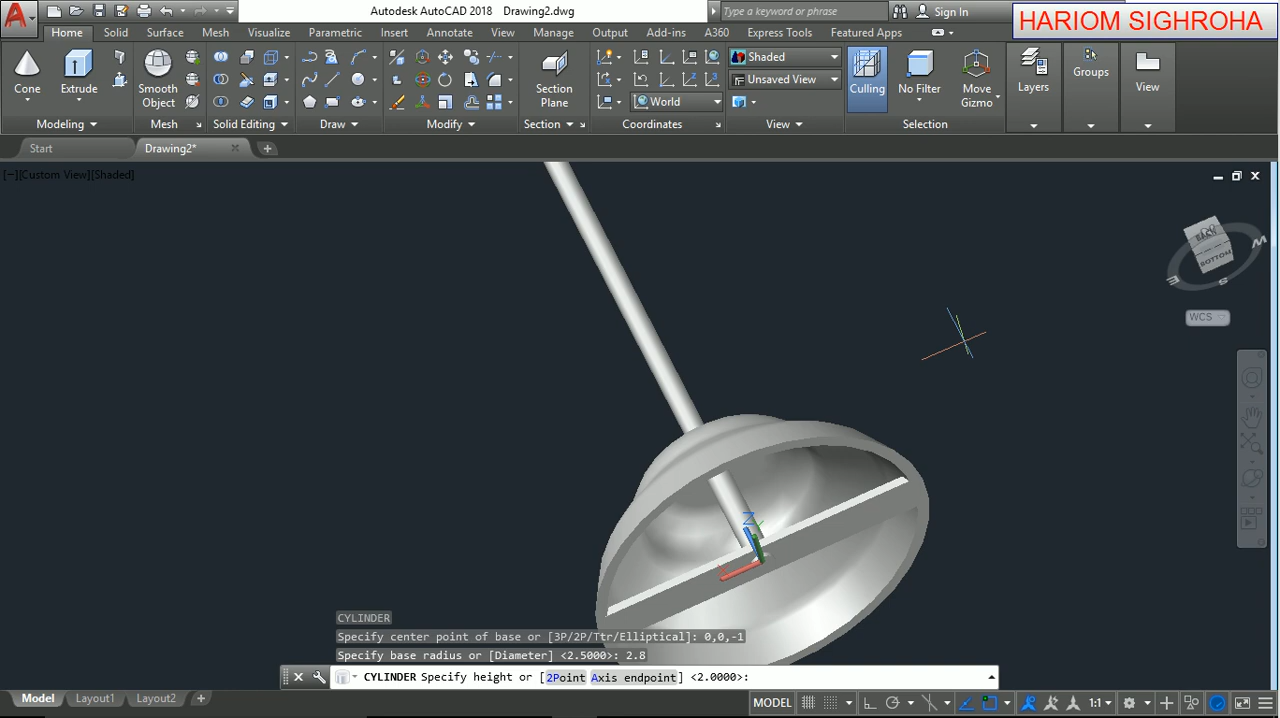 Autodesk AutoCAD 2018 Drawing2.dwg
Type a keyword or phrase
Sign In
HARIOM SIGHROHA
Home Solid Surface Mesh Visualize Parametric Insert Annotate View Manage Output Add-ins A360 Express Tools Featured Apps
Cone
Extrude
Smooth
Object
Section
Plane
World
Shaded
Unsaved View
Culling
No Filter
Move
Gizmo
Layers
Groups
View
Modeling
Mesh
Solid Editing
Draw
Modify
Section
Coordinates
View
Selection
Start
Drawing2*
[−][Custom View][Shaded]
BACK
BOTTOM
E
S
WCS
Z
X
CYLINDER
Specify center point of base or [3P/2P/Ttr/Elliptical]: 0,0,-1
Specify base radius or [Diameter] <2.5000>: 2.8
CYLINDER Specify height or [2Point Axis endpoint] <2.0000>:
Model Layout1 Layout2
MODEL
1:1